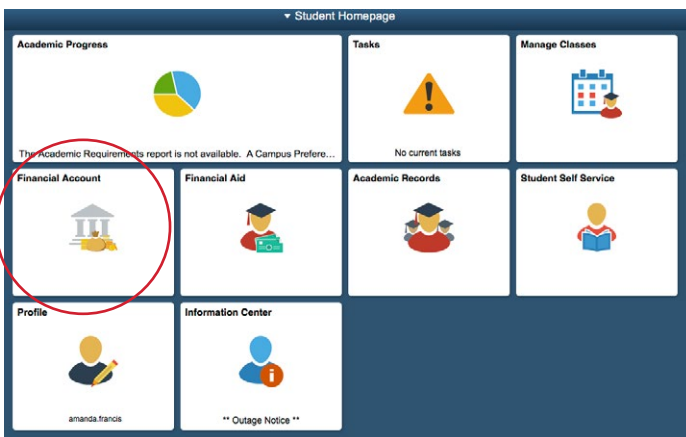 Student Homepage
Academic Progress
Tasks
Manage Classes
The Academic Requirements report is not available. A Campus Prefere...
No current tasks
Financial Account
Financial Aid
Academic Records
Student Self Service
Profile
Information Center
amanda.francis
** Outage Notice **